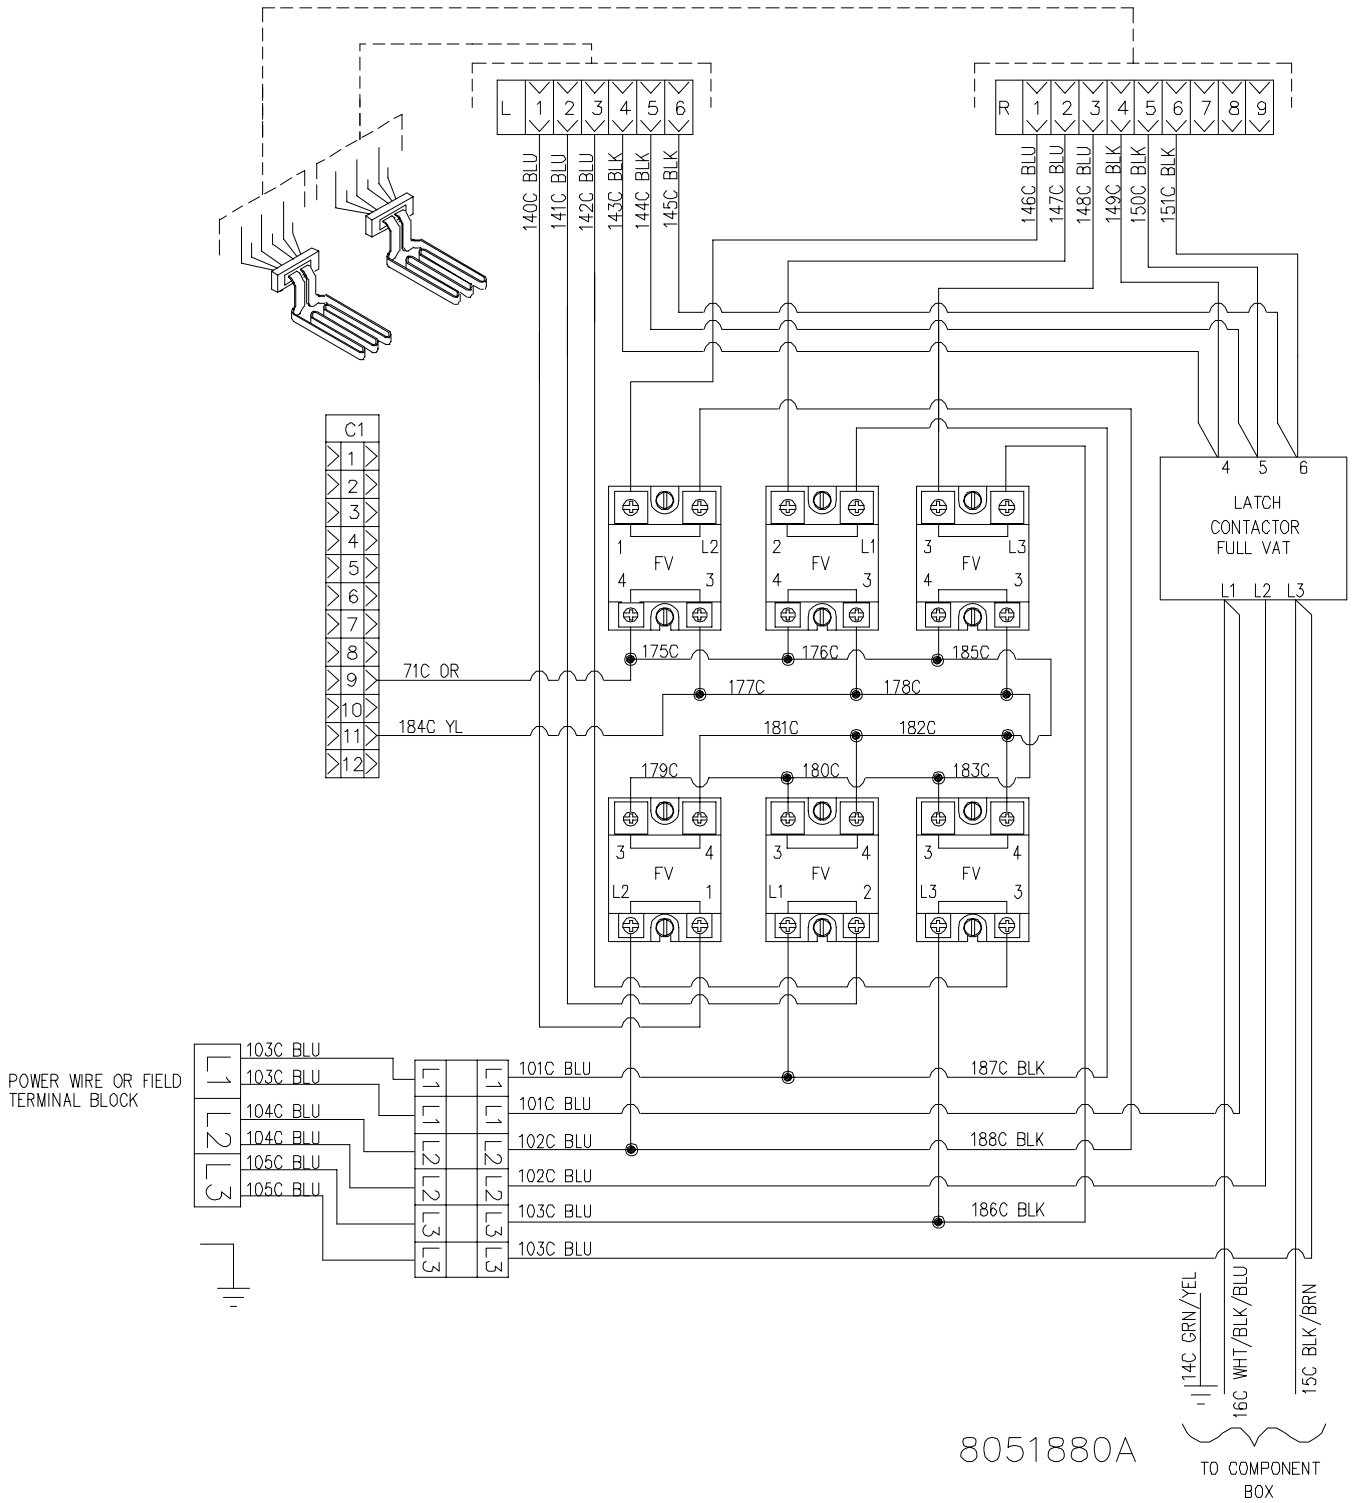 L 1 2 3 4 5 6
R 1 2 3 4 5 6 7 8 9
140C BLU
141C BLU
142C BLU
143C BLK
144C BLK
145C BLK
146C BLU
147C BLU
148C BLU
149C BLK
150C BLK
151C BLK
C1
1
2
3
4
5
6
7
8
9
10
11
12
4 5 6
LATCH
CONTACTOR
FULL VAT
L1 L2 L3
1 L2
FV
4 3
2 L1
FV
4 3
3 L3
FV
4 3
175C 176C 185C
71C OR
177C 178C
184C YL
181C 182C
179C 180C 183C
3 4
FV
L2 1
3 4
FV
L1 2
3 4
FV
L3 3
POWER WIRE OR FIELD
TERMINAL BLOCK
L1
L2
L3
103C BLU
103C BLU
104C BLU
104C BLU
105C BLU
105C BLU
L1 L1
L1 L1
L2 L2
L2 L2
L3 L3
L3 L3
101C BLU
187C BLK
101C BLU
102C BLU
188C BLK
102C BLU
103C BLU
186C BLK
103C BLU
14C GRN/YEL
16C WHT/BLK/BLU
15C BLK/BRN
8051880A
TO COMPONENT
BOX